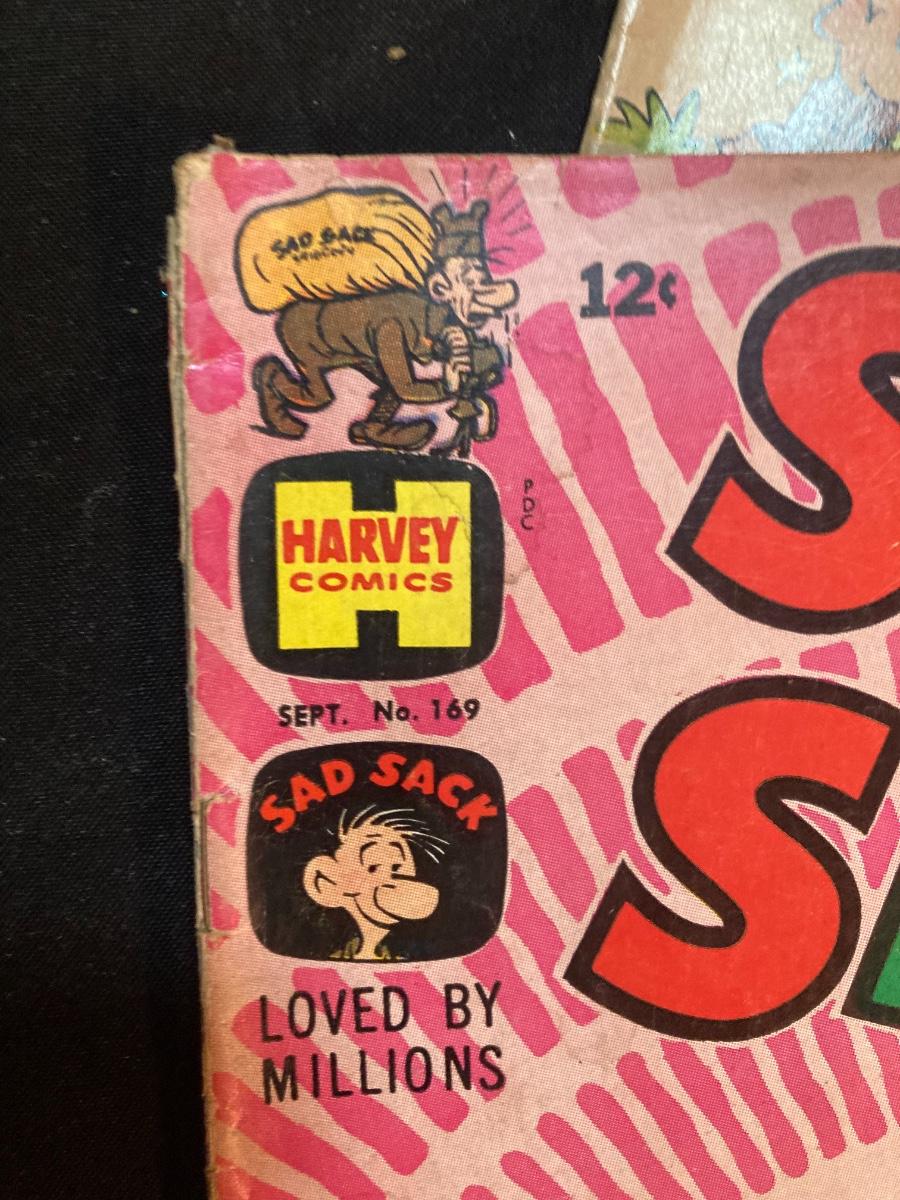 SAD SACK
12¢
HARVEY
COMICS
PDC
SEPT. No. 169
SAD SACK
LOVED BY
MILLIONS
S
S